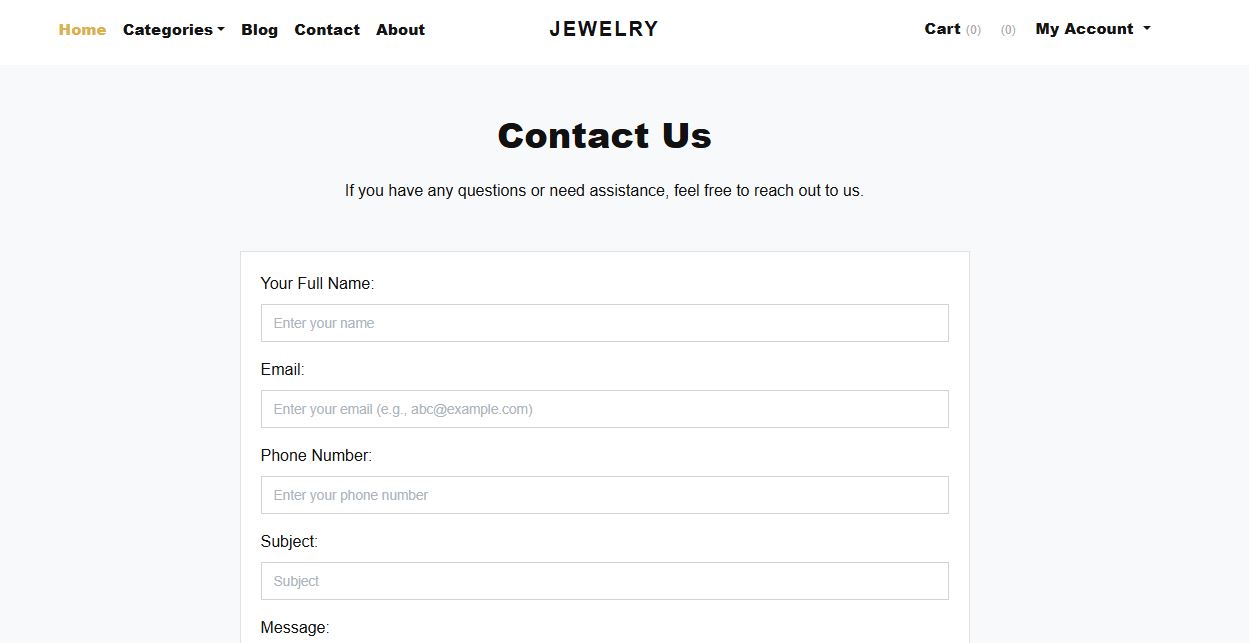 Home Categories Blog Contact About JEWELRY Cart (0) (0) My Account
Contact Us
If you have any questions or need assistance, feel free to reach out to us.
Your Full Name:
Enter your name
Email:
Enter your email (e.g., abc@example.com)
Phone Number:
Enter your phone number
Subject:
Subject
Message: